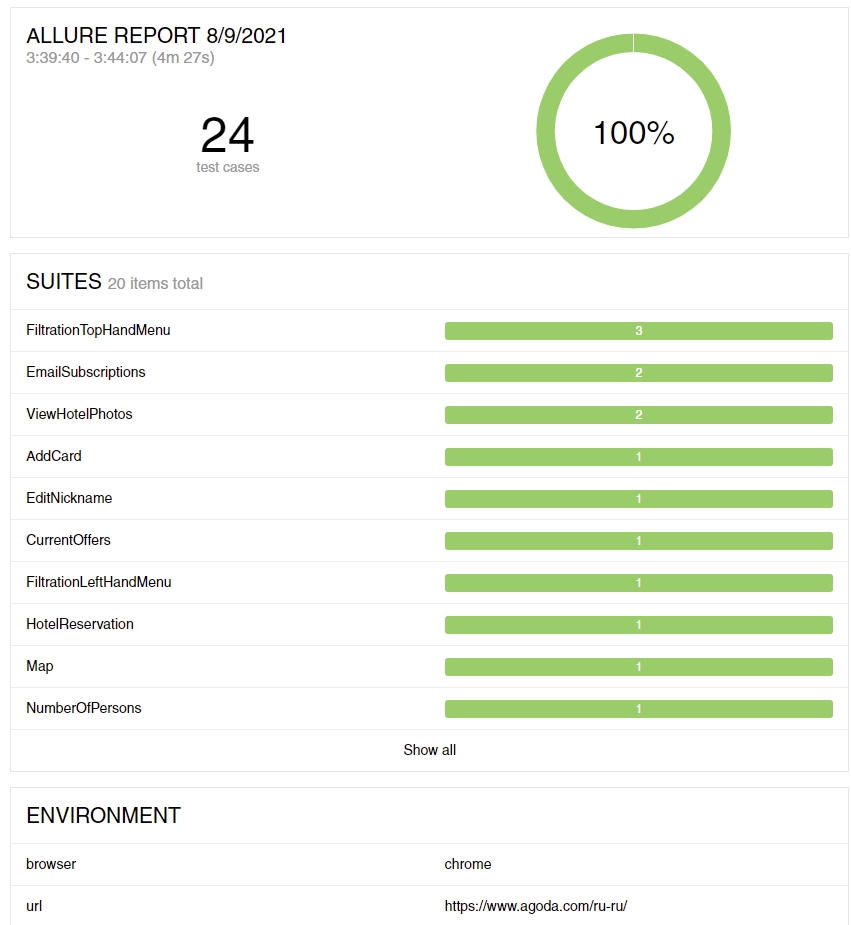 ALLURE REPORT 8/9/2021
3:39:40 - 3:44:07 (4m 27s)
24
test cases
100%
SUITES 20 items total
FiltrationTopHandMenu 3
EmailSubscriptions 2
ViewHotelPhotos 2
AddCard 1
EditNickname 1
CurrentOffers 1
FiltrationLeftHandMenu 1
HotelReservation 1
Map 1
NumberOfPersons 1
Show all
ENVIRONMENT
browser chrome
url https://www.agoda.com/ru-ru/